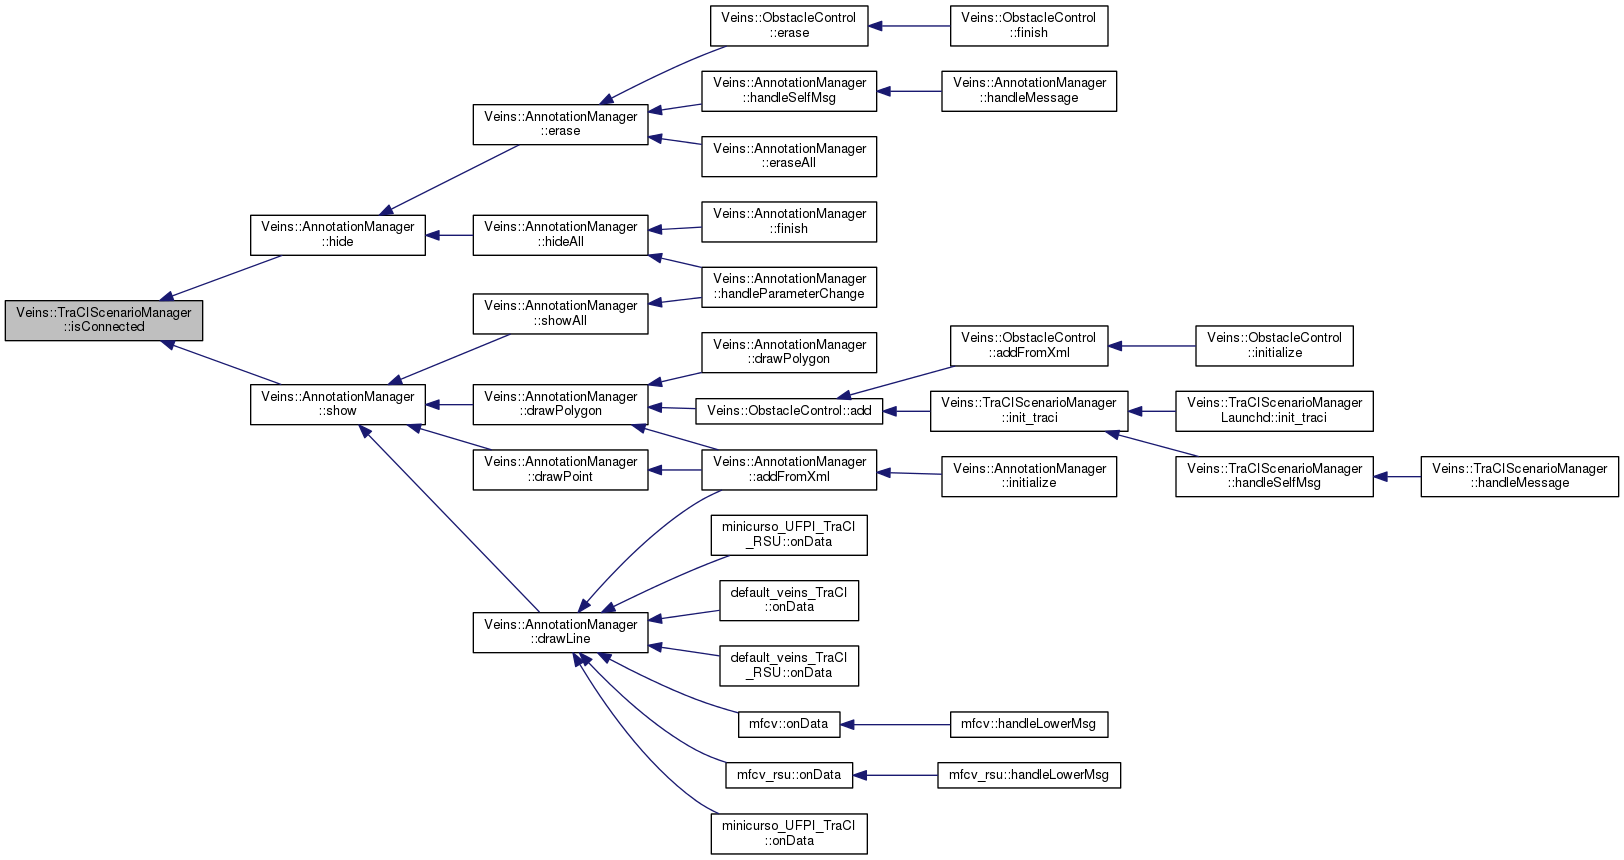 Veins::ObstacleControl
::erase
Veins::ObstacleControl
::finish
Veins::AnnotationManager
::handleSelfMsg
Veins::AnnotationManager
::handleMessage
Veins::AnnotationManager
::erase
Veins::AnnotationManager
::eraseAll
Veins::AnnotationManager
::hide
Veins::AnnotationManager
::hideAll
Veins::AnnotationManager
::finish
Veins::AnnotationManager
::handleParameterChange
Veins::TraCIScenarioManager
::isConnected
Veins::AnnotationManager
::showAll
Veins::AnnotationManager
::drawPolygon
Veins::ObstacleControl
::addFromXml
Veins::ObstacleControl
::initialize
Veins::AnnotationManager
::show
Veins::AnnotationManager
::drawPolygon
Veins::ObstacleControl::add
Veins::TraCIScenarioManager
::init_traci
Veins::TraCIScenarioManager
Launchd::init_traci
Veins::AnnotationManager
::drawPoint
Veins::AnnotationManager
::addFromXml
Veins::AnnotationManager
::initialize
Veins::TraCIScenarioManager
::handleSelfMsg
Veins::TraCIScenarioManager
::handleMessage
minicurso_UFPI_TraCI
_RSU::onData
default_veins_TraCI
::onData
Veins::AnnotationManager
::drawLine
default_veins_TraCI
_RSU::onData
mfcv::onData
mfcv::handleLowerMsg
mfcv_rsu::onData
mfcv_rsu::handleLowerMsg
minicurso_UFPI_TraCI
::onData